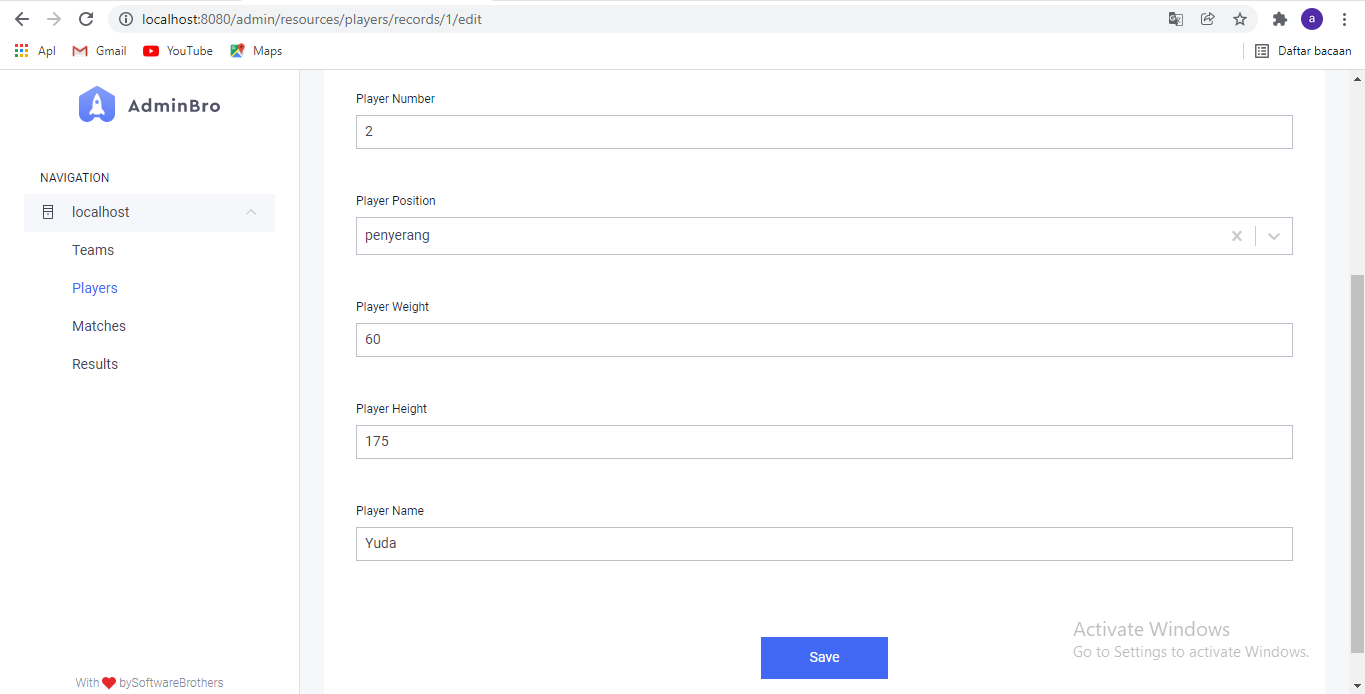 localhost:8080/admin/resources/players/records/1/edit
a
Apl Gmail YouTube Maps Daftar bacaan
AdminBro
NAVIGATION
localhost
Teams
Players
Matches
Results
With bySoftwareBrothers
Player Number
2
Player Position
penyerang
Player Weight
60
Player Height
175
Player Name
Yuda
Save
Activate Windows
Go to Settings to activate Windows.